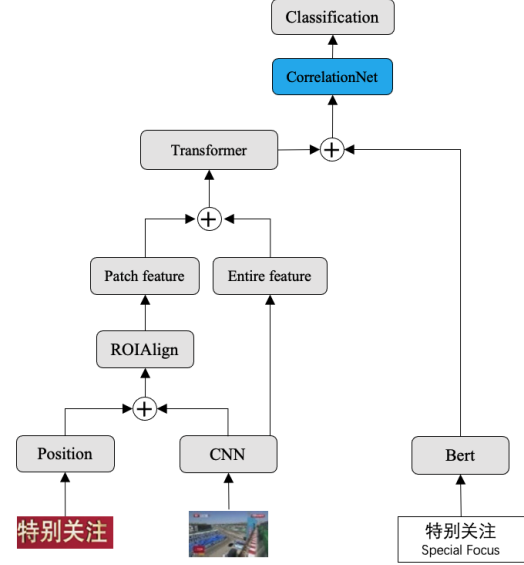 Classification
CorrelationNet
Transformer
Patch feature
Entire feature
ROIAlign
Position
CNN
Bert
特别关注
特别关注
Special Focus